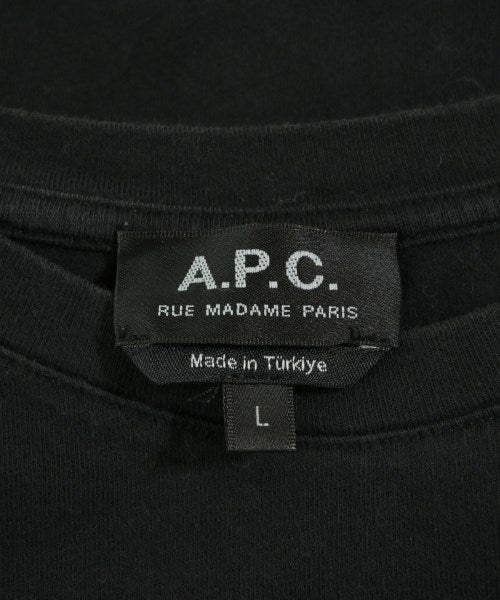 A.P.C.
RUE MADAME PARIS
Made in Türkiye
L